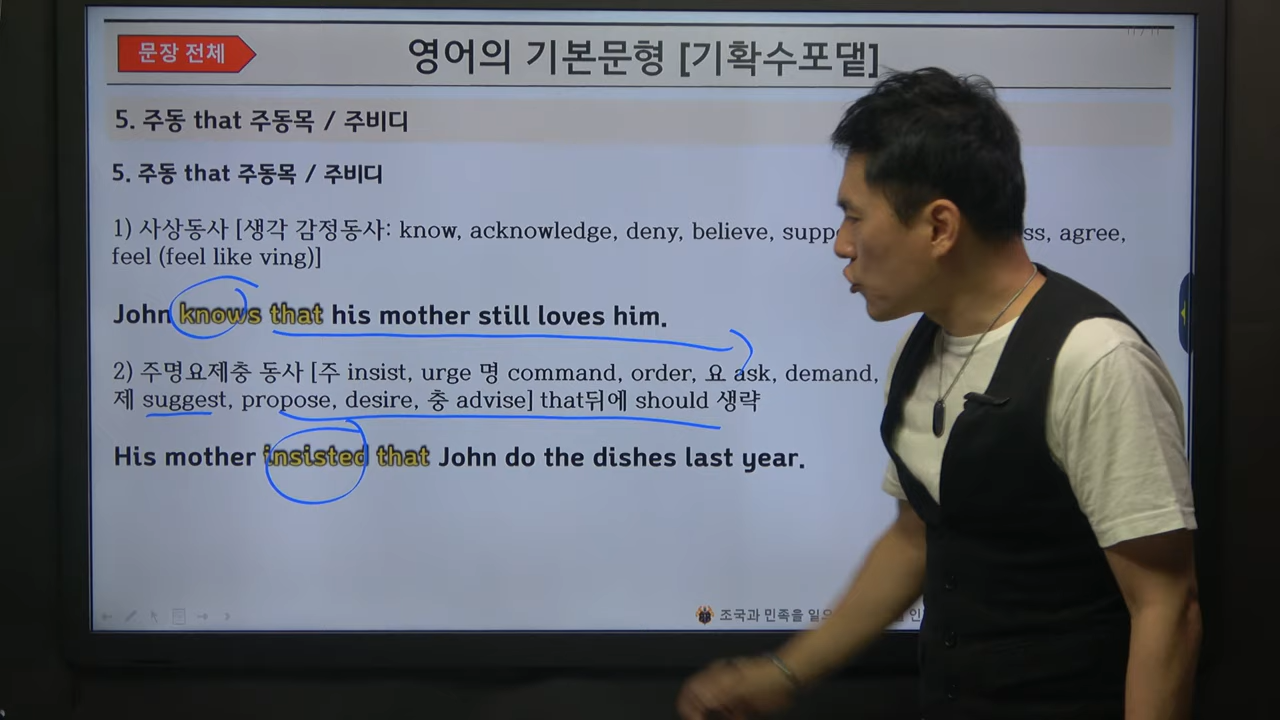 문장 전체
영어의 기본문형 [기확수포댙]
5. 주동 that 주동목 / 주비디
5. 주동 that 주동목 / 주비디
1) 사상동사 [생각 감정동사: know, acknowledge, deny, believe, agree,
feel (feel like ving)]
John knows that his mother still loves him.
2) 주명요제충 동사 [주 insist, urge 명 command, order, 요 ask, demand,
제 suggest, propose, desire, 충 advise] that뒤에 should 생략
His mother insisted that John do the dishes last year.
조국과 민족을